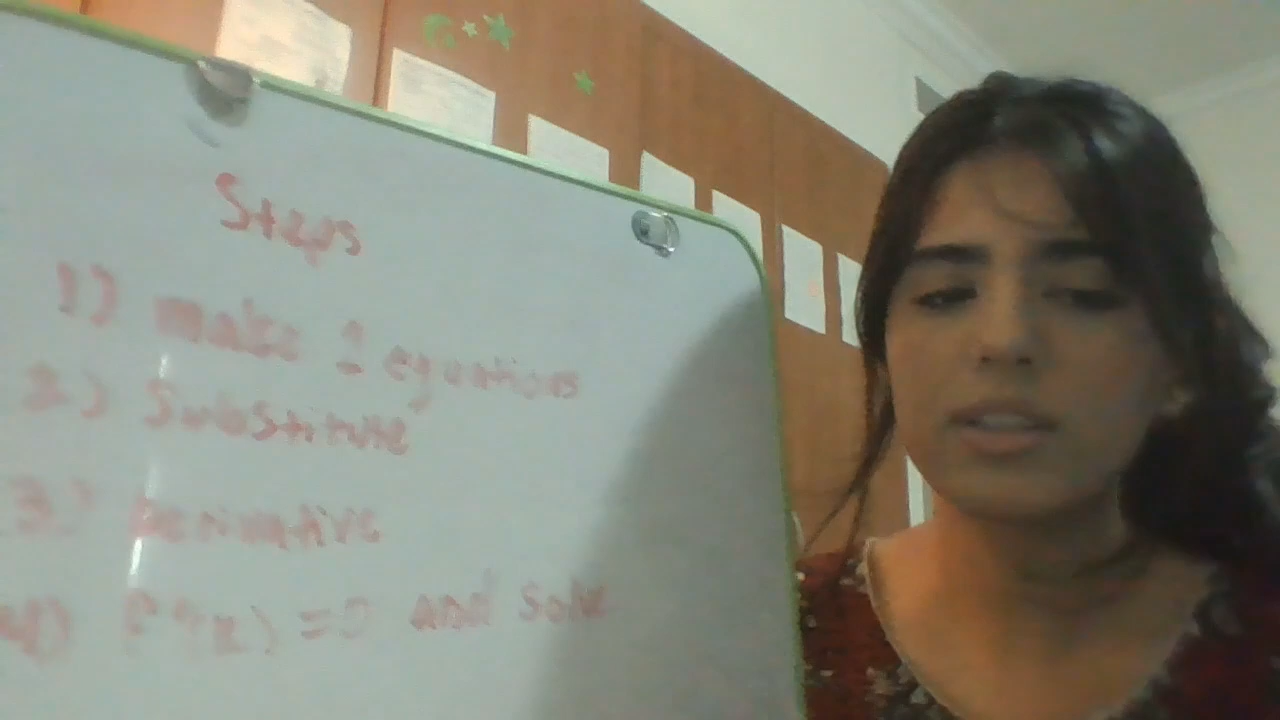 Steps
1) make 2 equations
2) Substitute
3) Derivative
4) f'(x) = 0 and solve